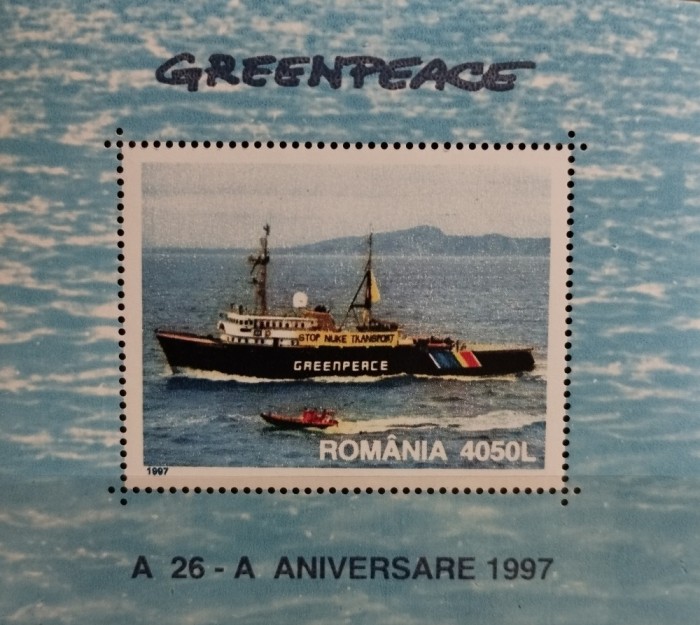 GREENPEACE
STOP NUKE TRANSPORT
GREENPEACE
ROMÂNIA 4050L
1997
A 26 - A ANIVERSARE 1997